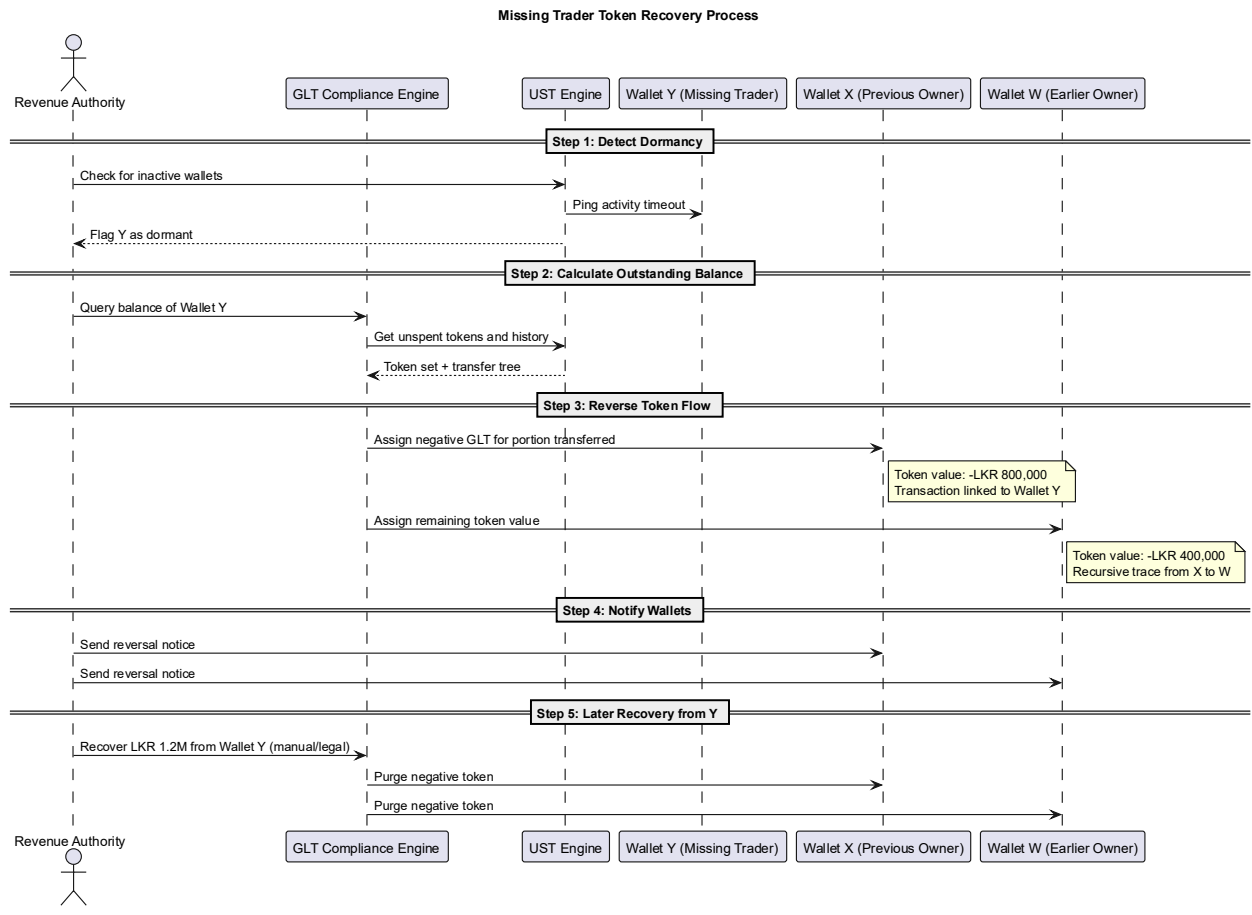 Missing Trader Token Recovery Process
Revenue Authority
GLT Compliance Engine
UST Engine
Wallet Y (Missing Trader)
Wallet X (Previous Owner)
Wallet W (Earlier Owner)
Step 1: Detect Dormancy
Check for inactive wallets
Ping activity timeout
Flag Y as dormant
Step 2: Calculate Outstanding Balance
Query balance of Wallet Y
Get unspent tokens and history
Token set + transfer tree
Step 3: Reverse Token Flow
Assign negative GLT for portion transferred
Token value: -LKR 800,000
Transaction linked to Wallet Y
Assign remaining token value
Token value: -LKR 400,000
Recursive trace from X to W
Step 4: Notify Wallets
Send reversal notice
Send reversal notice
Step 5: Later Recovery from Y
Recover LKR 1.2M from Wallet Y (manual/legal)
Purge negative token
Purge negative token
Revenue Authority
GLT Compliance Engine
UST Engine
Wallet Y (Missing Trader)
Wallet X (Previous Owner)
Wallet W (Earlier Owner)